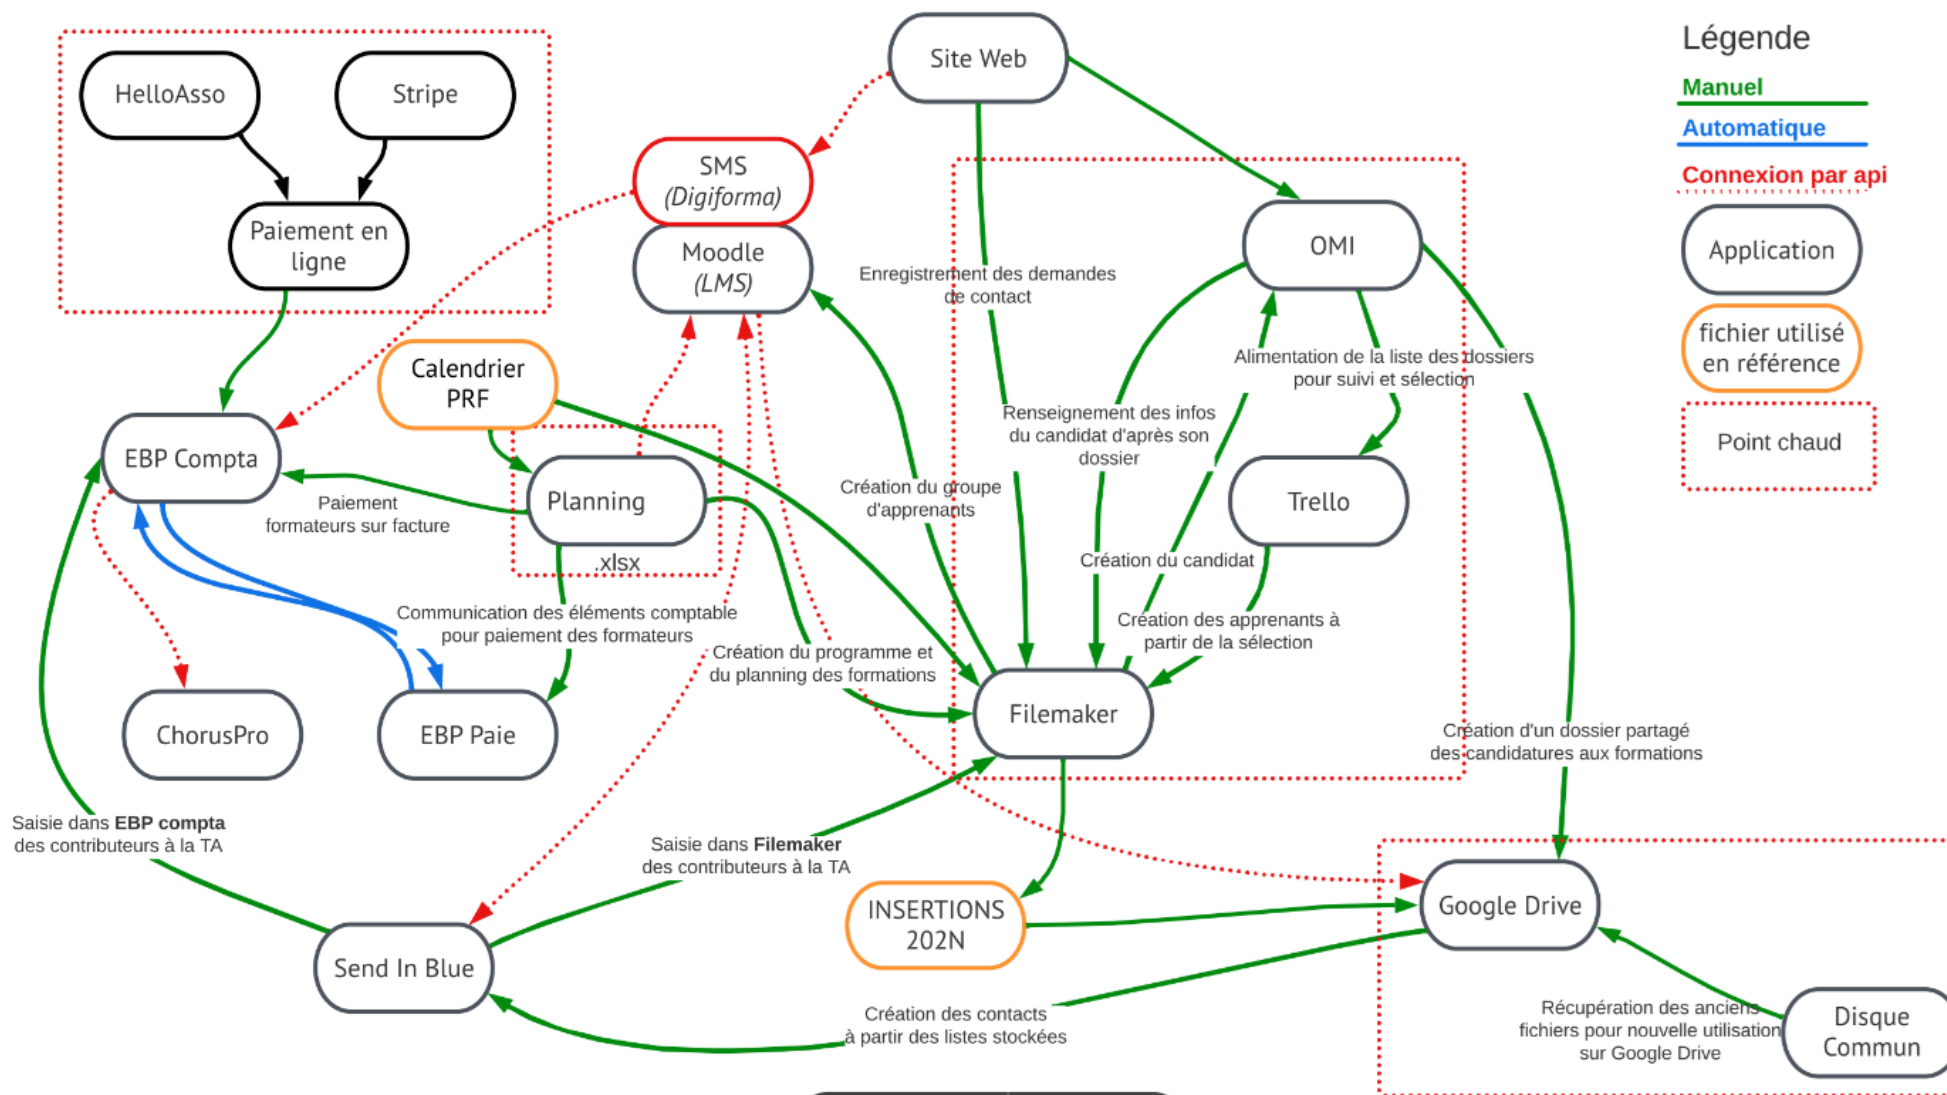 Légende
Manuel
Automatique
Connexion par api
Application
fichier utilisé
en référence
Point chaud
HelloAsso
Stripe
Paiement en
ligne
Site Web
SMS
(Digiforma)
Moodle
(LMS)
OMI
Enregistrement des demandes
de contact
Calendrier
PRF
Alimentation de la liste des dossiers
pour suivi et sélection
Renseignement des infos
du candidat d'après son
dossier
EBP Compta
Planning
.xlsx
Trello
Paiement
formateurs sur facture
Création du groupe
d'apprenants
Création du candidat
Communication des éléments comptable
pour paiement des formateurs
Création des apprenants à
partir de la sélection
Création du programme et
du planning des formations
Filemaker
ChorusPro
EBP Paie
Création d'un dossier partagé
des candidatures aux formations
Saisie dans EBP compta
des contributeurs à la TA
Saisie dans Filemaker
des contributeurs à la TA
INSERTIONS
202N
Google Drive
Send In Blue
Création des contacts
à partir des listes stockées
Récupération des anciens
fichiers pour nouvelle utilisation
sur Google Drive
Disque
Commun